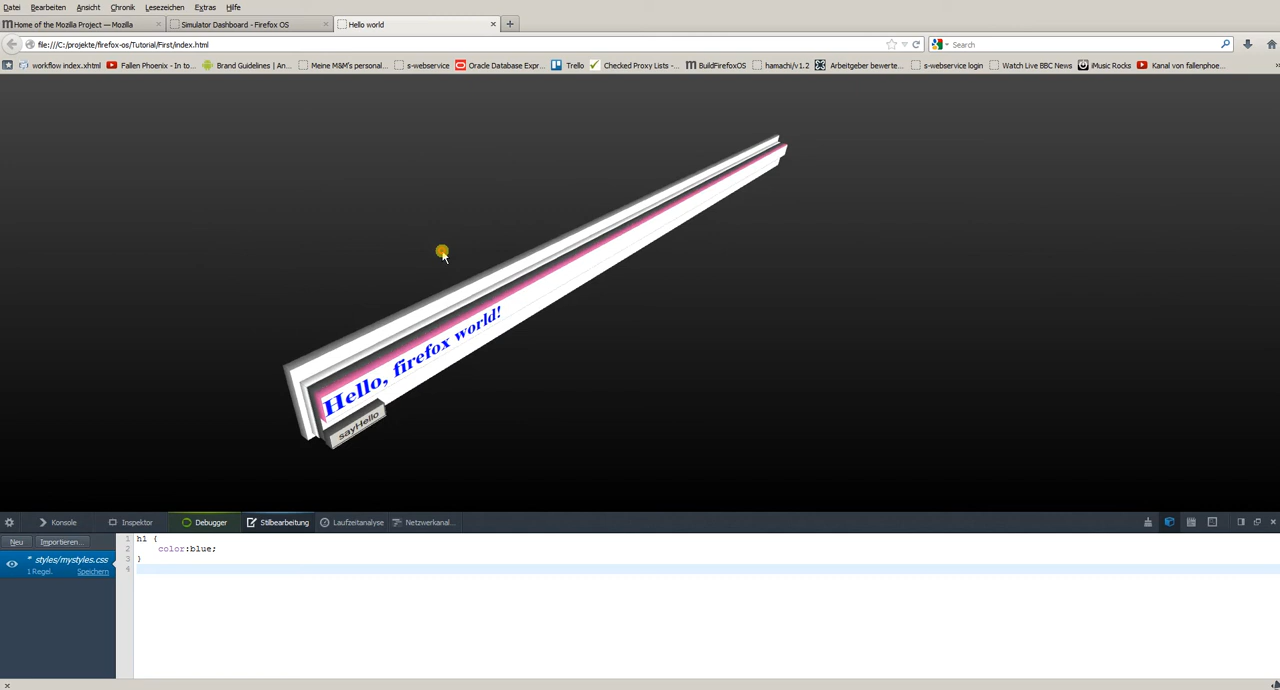 Datei Bearbeiten Ansicht Chronik Lesezeichen Extras Hilfe
Home of the Mozilla Project — Mozilla
Simulator Dashboard - Firefox OS
Hello world
file:///C:/projekte/firefox-os/Tutorial/First/index.html
Search
workflow index.xhtml Fallen Phoenix - In to... Brand Guidelines | An... Meine M&M's personal... s-webservice Oracle Database Expr... Trello Checked Proxy Lists -... BuildFirefoxOS hamachi/v1.2 Arbeitgeber bewerte... s-webservice login Watch Live BBC News iMusic Rocks Kanal von fallenphoe...
Hello, firefox world!
sayHello
Konsole Inspektor Debugger Stilbearbeitung Laufzeitanalyse Netzwerkanal...
Neu Importieren...
* styles/mystyles.css
1 Regel. Speichern
1 h1 {
2 color:blue;
3 }
4